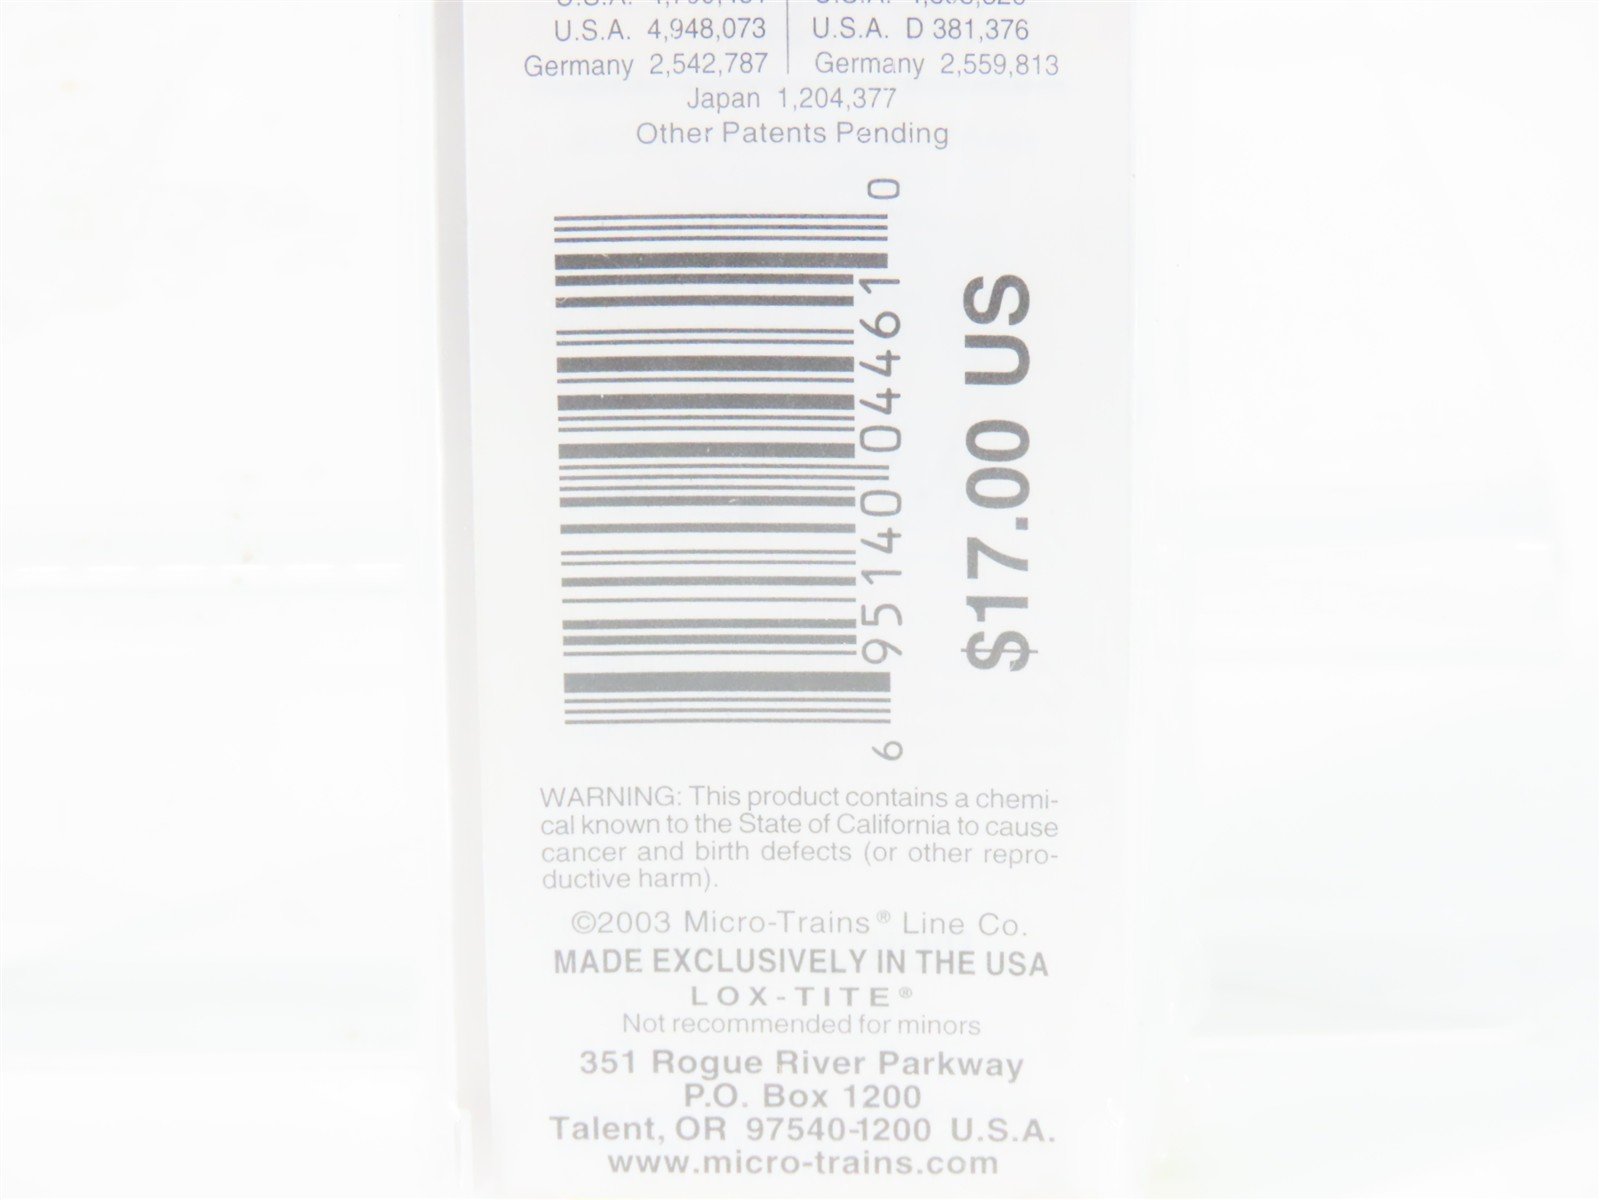 U.S.A. U.S.A.
U.S.A. 4,948,073 U.S.A. D 381,376
Germany 2,542,787 Germany 2,559,813
Japan 1,204,377
Other Patents Pending
6 95140 04461 0
$17.00 US
WARNING: This product contains a chemi-
cal known to the State of California to cause
cancer and birth defects (or other repro-
ductive harm).
©2003 Micro-Trains® Line Co.
MADE EXCLUSIVELY IN THE USA
LOX-TITE®
Not recommended for minors
351 Rogue River Parkway
P.O. Box 1200
Talent, OR 97540-1200 U.S.A.
www.micro-trains.com